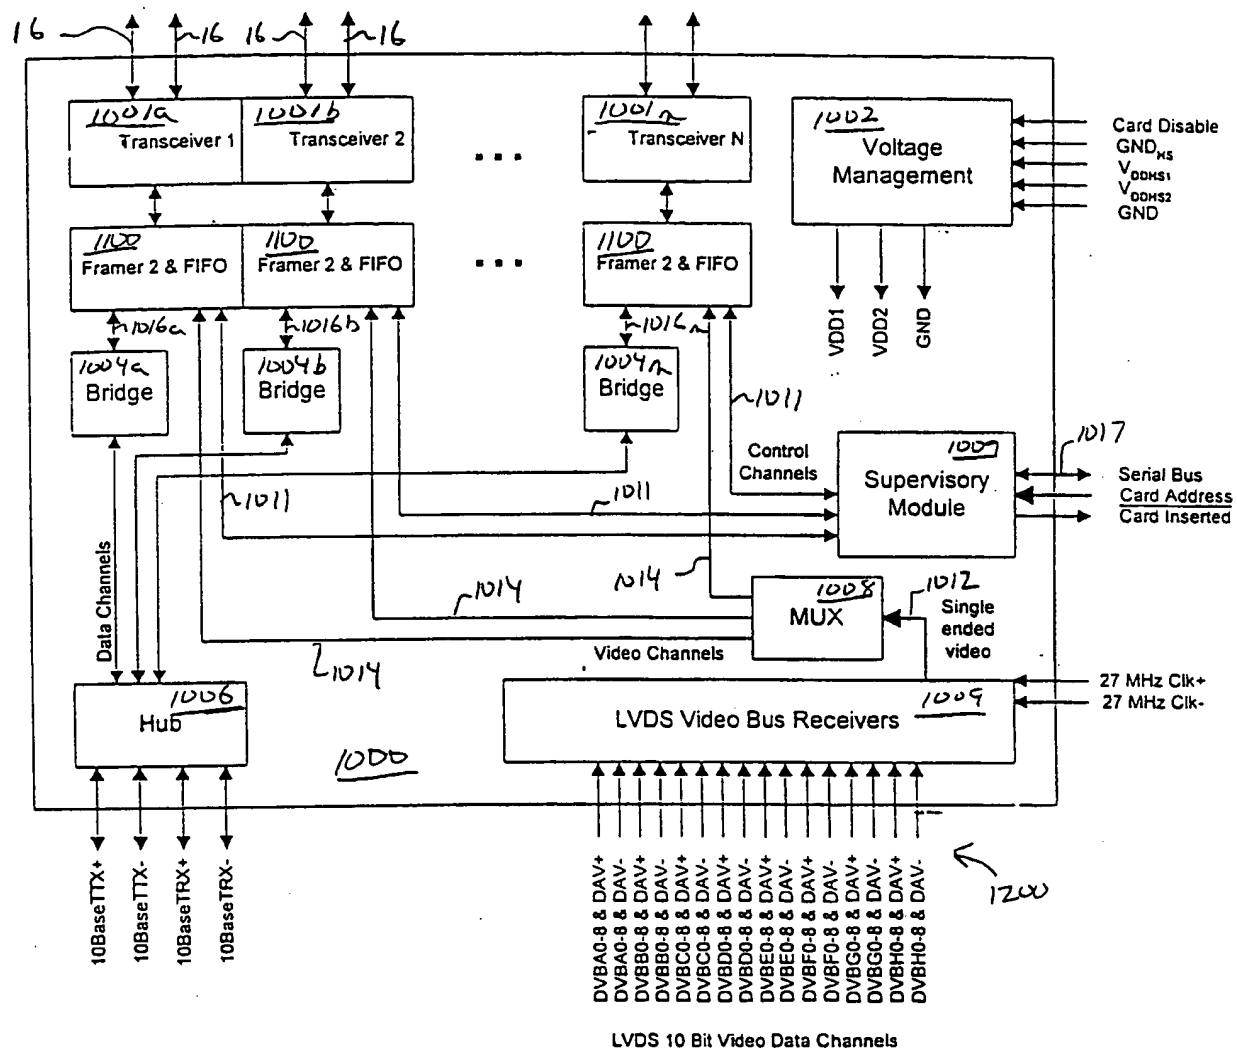 16
16
16
16
1001a
Transceiver 1
1001b
Transceiver 2
1001n
Transceiver N
1002
Voltage
Management
Card Disable
GNDHS
VDDHS1
VDDHS2
GND
1100
Framer 2 & FIFO
1100
Framer 2 & FIFO
1100
Framer 2 & FIFO
VDD1
VDD2
GND
1016a
1016b
1016n
1004a
Bridge
1004b
Bridge
1004n
Bridge
1011
1011
1011
Control
Channels
1007
Supervisory
Module
1017
Serial Bus
Card Address
Card Inserted
Data Channels
1014
1014
1014
1008
MUX
1012
Single
ended
video
Video Channels
1006
Hub
1009
LVDS Video Bus Receivers
27 MHz Clk+
27 MHz Clk-
1000
10BaseTTX+
10BaseTTX-
10BaseTRX+
10BaseTRX-
DVBA0-8 & DAV+
DVBA0-8 & DAV-
DVBB0-8 & DAV+
DVBB0-8 & DAV-
DVBC0-8 & DAV+
DVBC0-8 & DAV-
DVBD0-8 & DAV+
DVBD0-8 & DAV-
DVBE0-8 & DAV+
DVBE0-8 & DAV-
DVBF0-8 & DAV+
DVBF0-8 & DAV-
DVBG0-8 & DAV+
DVBG0-8 & DAV-
DVBH0-8 & DAV+
DVBH0-8 & DAV-
1200
LVDS 10 Bit Video Data Channels